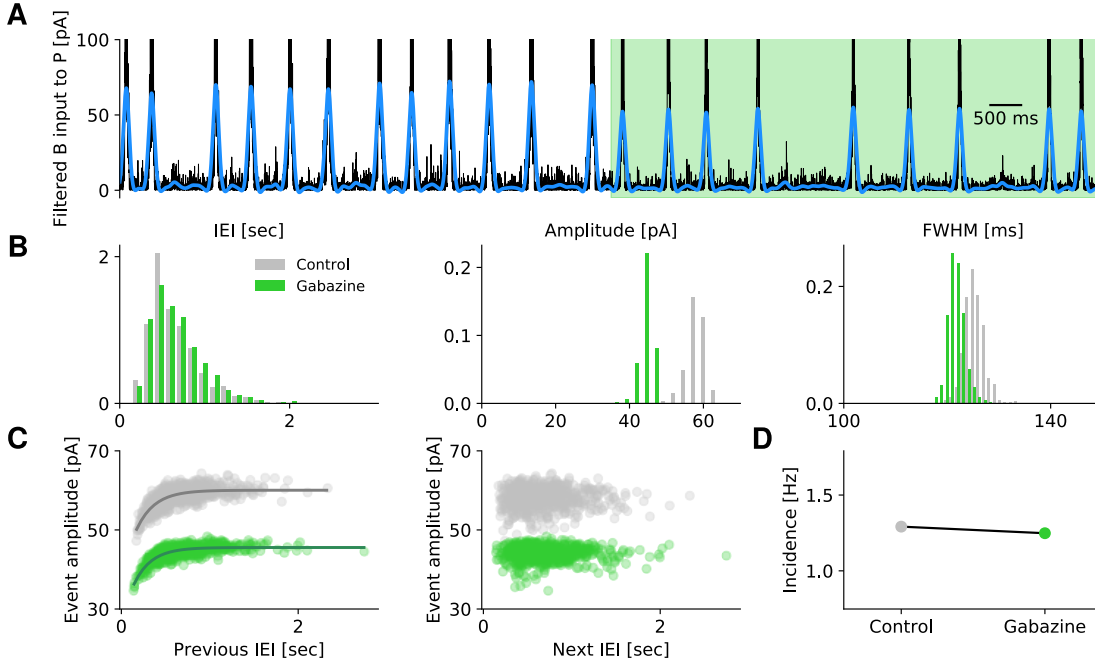 A
Filtered B input to P [pA]
100
50
0
500 ms
B
IEI [sec]
2
0
0
2
Control
Gabazine
Amplitude [pA]
0.2
0.1
0.0
0
20
40
60
FWHM [ms]
0.2
0.0
100
140
C
Event amplitude [pA]
70
50
30
0
2
Previous IEI [sec]
Event amplitude [pA]
70
50
30
0
2
Next IEI [sec]
D
Incidence [Hz]
1.5
1.0
Control
Gabazine